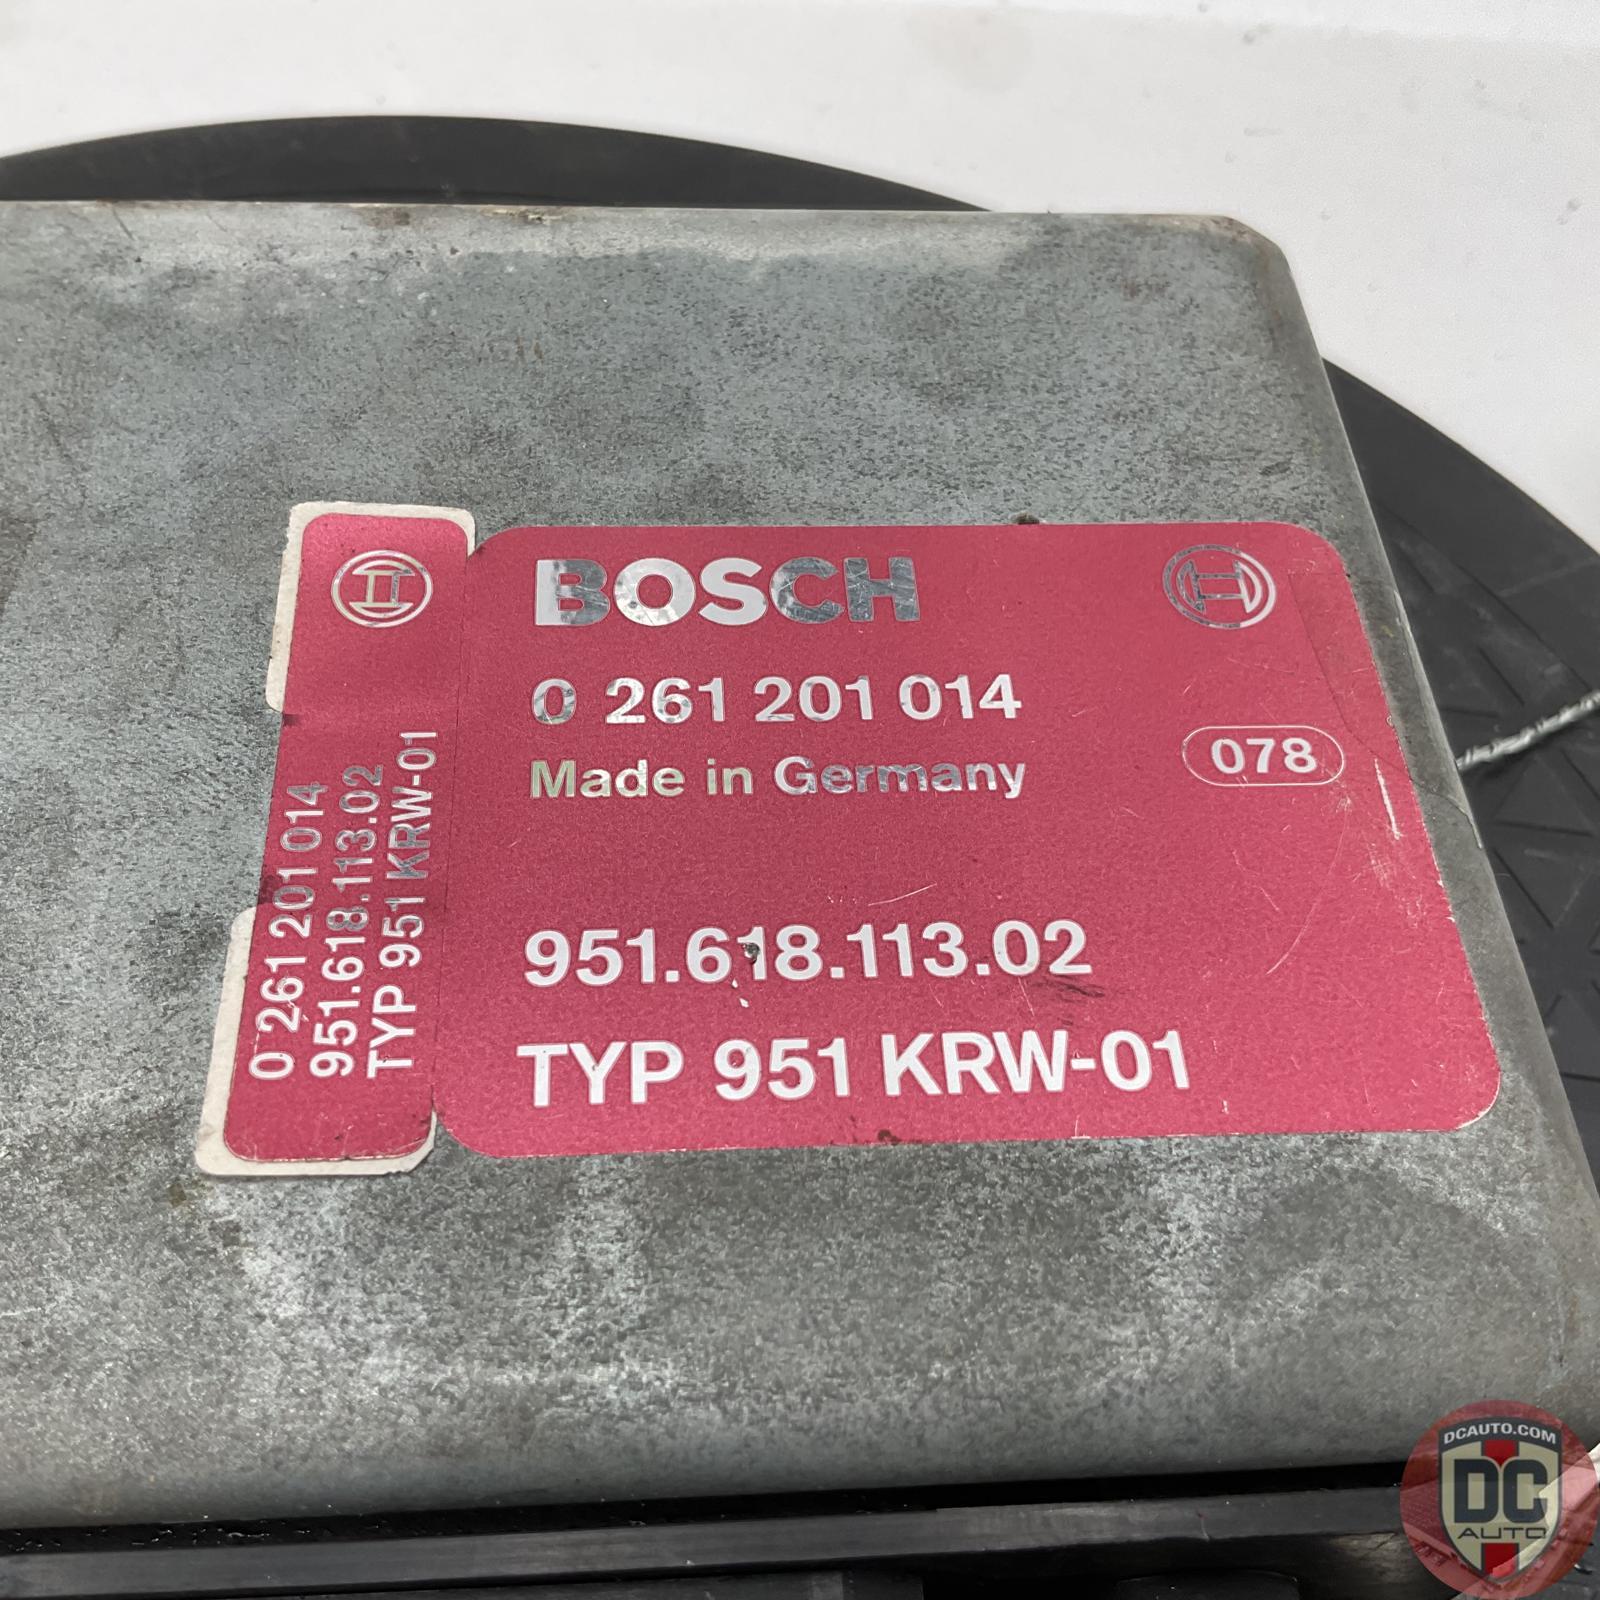 BOSCH
0 261 201 014
Made in Germany
078
951.618.113.02
TYP 951 KRW-01
0 261 201 014
951.618.113.02
TYP 951 KRW-01
DCAUTO.COM
DC
AUTO